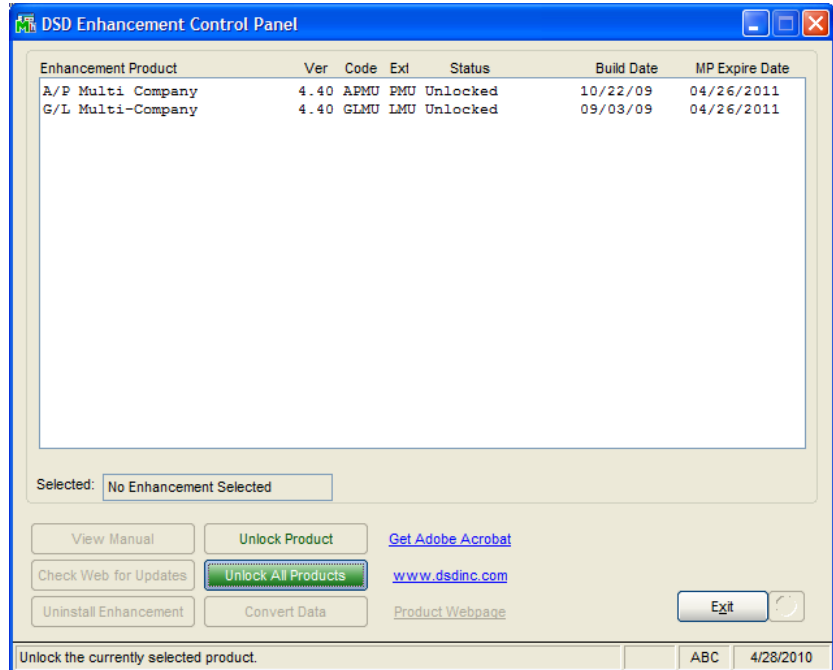 DSD Enhancement Control Panel
Enhancement Product Ver Code Ext Status Build Date MP Expire Date
A/P Multi Company 4.40 APMU PMU Unlocked 10/22/09 04/26/2011
G/L Multi-Company 4.40 GLMU LMU Unlocked 09/03/09 04/26/2011
Selected: No Enhancement Selected
View Manual Unlock Product Get Adobe Acrobat
Check Web for Updates Unlock All Products www.dsdinc.com
Uninstall Enhancement Convert Data Product Webpage Exit
Unlock the currently selected product. ABC 4/28/2010